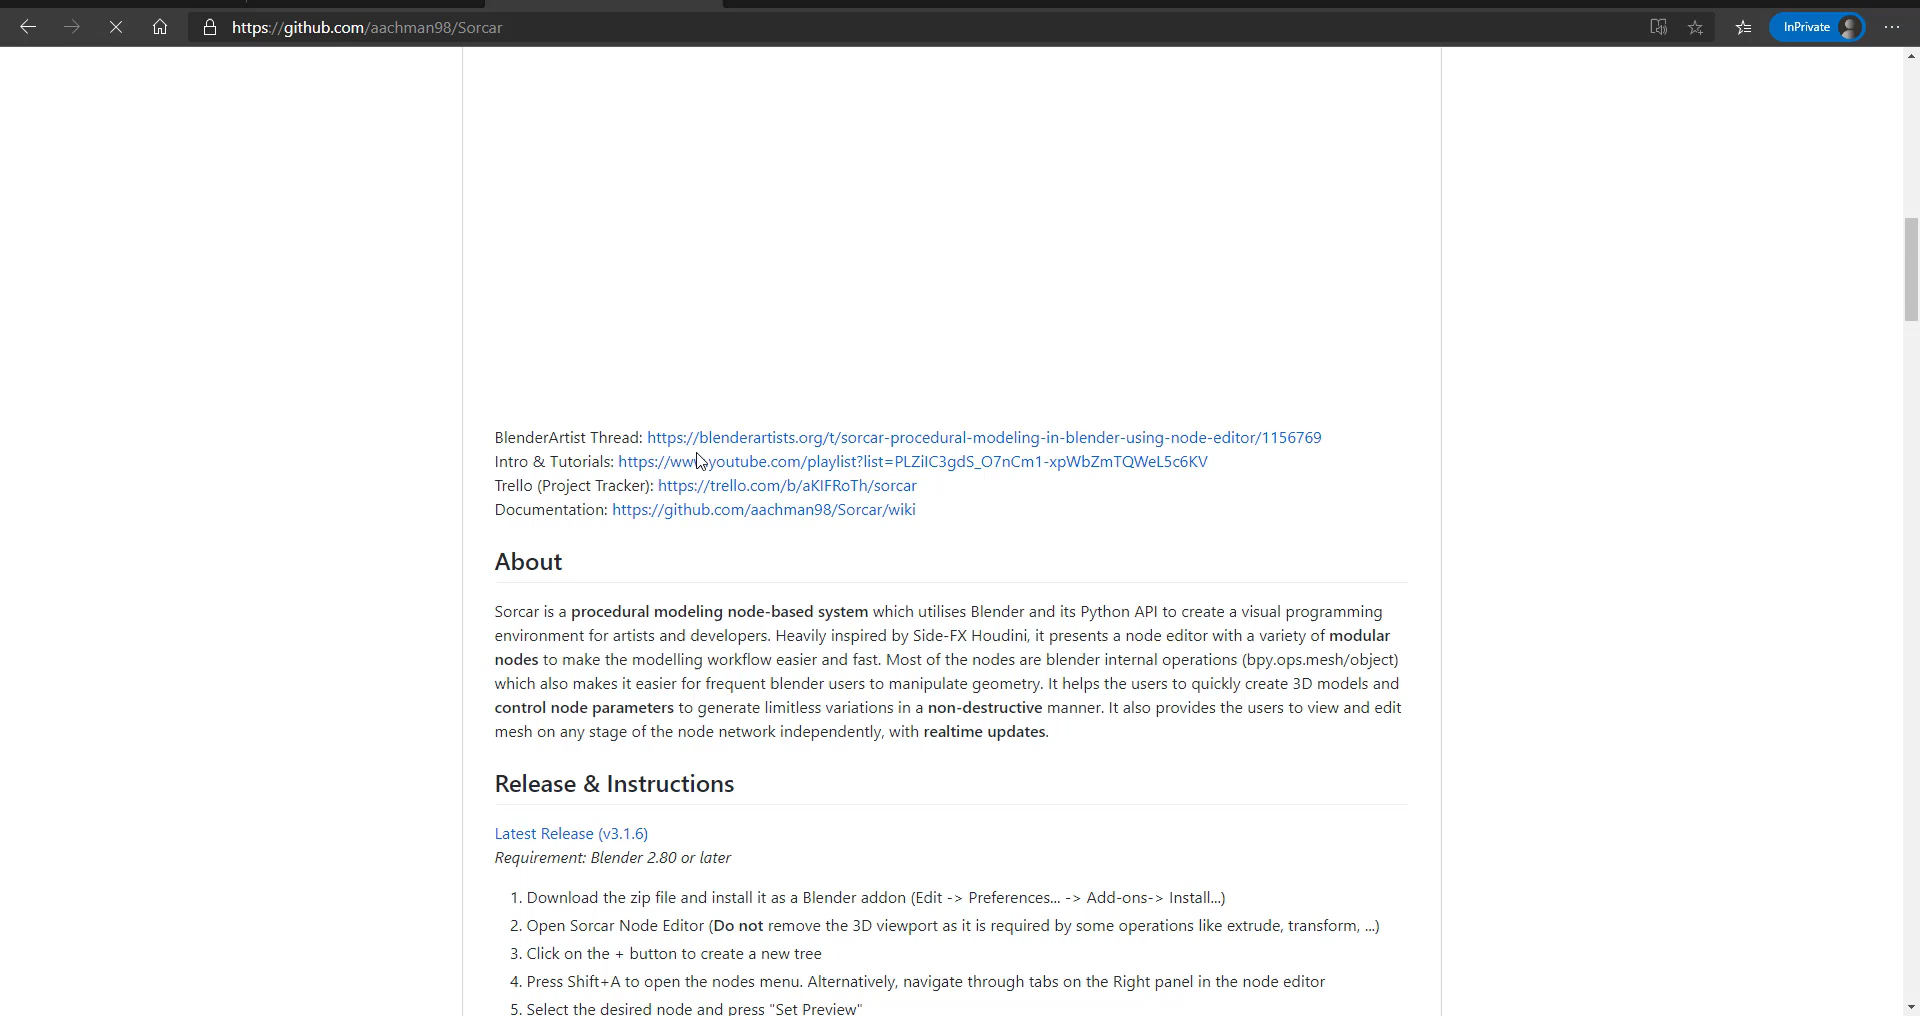 https://github.com/aachman98/Sorcar
InPrivate
BlenderArtist Thread: https://blenderartists.org/t/sorcar-procedural-modeling-in-blender-using-node-editor/1156769
Intro & Tutorials: https://www.youtube.com/playlist?list=PLZiIC3gdS_O7nCm1-xpWbZmTQWeL5c6KV
Trello (Project Tracker): https://trello.com/b/aKIFRoTh/sorcar
Documentation: https://github.com/aachman98/Sorcar/wiki
About
Sorcar is a procedural modeling node-based system which utilises Blender and its Python API to create a visual programming
environment for artists and developers. Heavily inspired by Side-FX Houdini, it presents a node editor with a variety of modular
nodes to make the modelling workflow easier and fast. Most of the nodes are blender internal operations (bpy.ops.mesh/object)
which also makes it easier for frequent blender users to manipulate geometry. It helps the users to quickly create 3D models and
control node parameters to generate limitless variations in a non-destructive manner. It also provides the users to view and edit
mesh on any stage of the node network independently, with realtime updates.
Release & Instructions
Latest Release (v3.1.6)
Requirement: Blender 2.80 or later
1. Download the zip file and install it as a Blender addon (Edit -> Preferences... -> Add-ons-> Install...)
2. Open Sorcar Node Editor (Do not remove the 3D viewport as it is required by some operations like extrude, transform, ...)
3. Click on the + button to create a new tree
4. Press Shift+A to open the nodes menu. Alternatively, navigate through tabs on the Right panel in the node editor
5. Select the desired node and press "Set Preview"